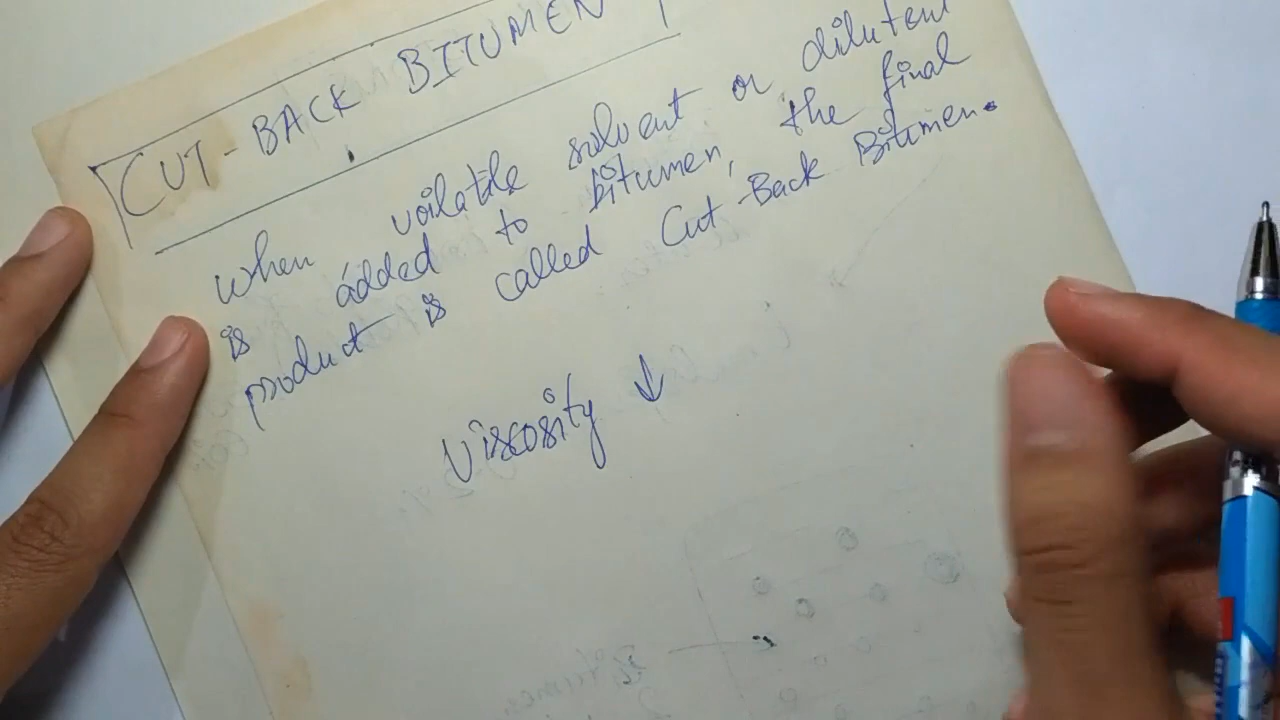 CUT-BACK BITUMEN
When voilatile solvent or dilutent
is added to bitumen, the final
product is called Cut-Back Bitumen.
Viscosity ↓